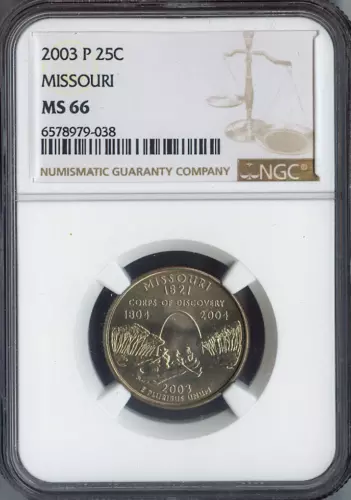 2003 P 25C
MISSOURI
MS 66
6578979-038
NUMISMATIC GUARANTY COMPANY
NGC
MISSOURI
1821
CORPS OF DISCOVERY
1804 2004
2003
E PLURIBUS UNUM